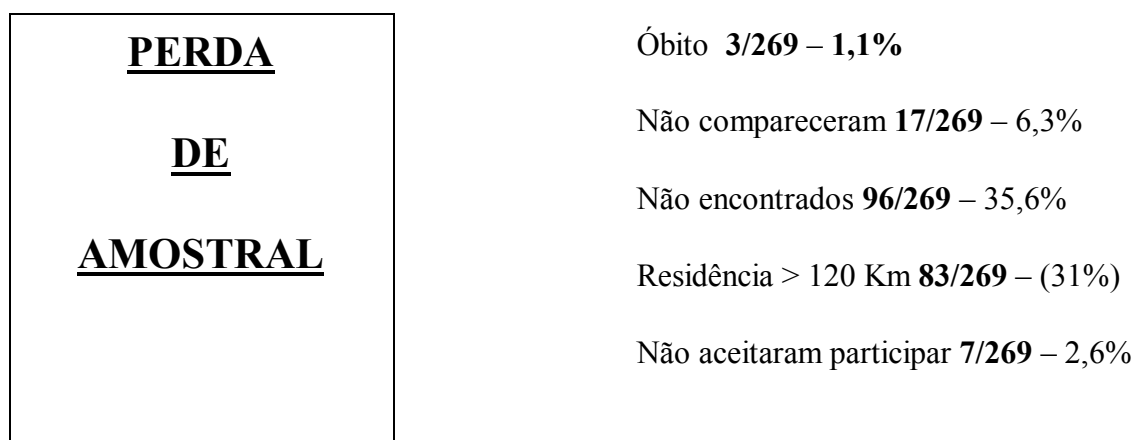 PERDA
DE
AMOSTRAL
Óbito 3/269 – 1,1%
Não compareceram 17/269 – 6,3%
Não encontrados 96/269 – 35,6%
Residência > 120 Km 83/269 – (31%)
Não aceitaram participar 7/269 – 2,6%